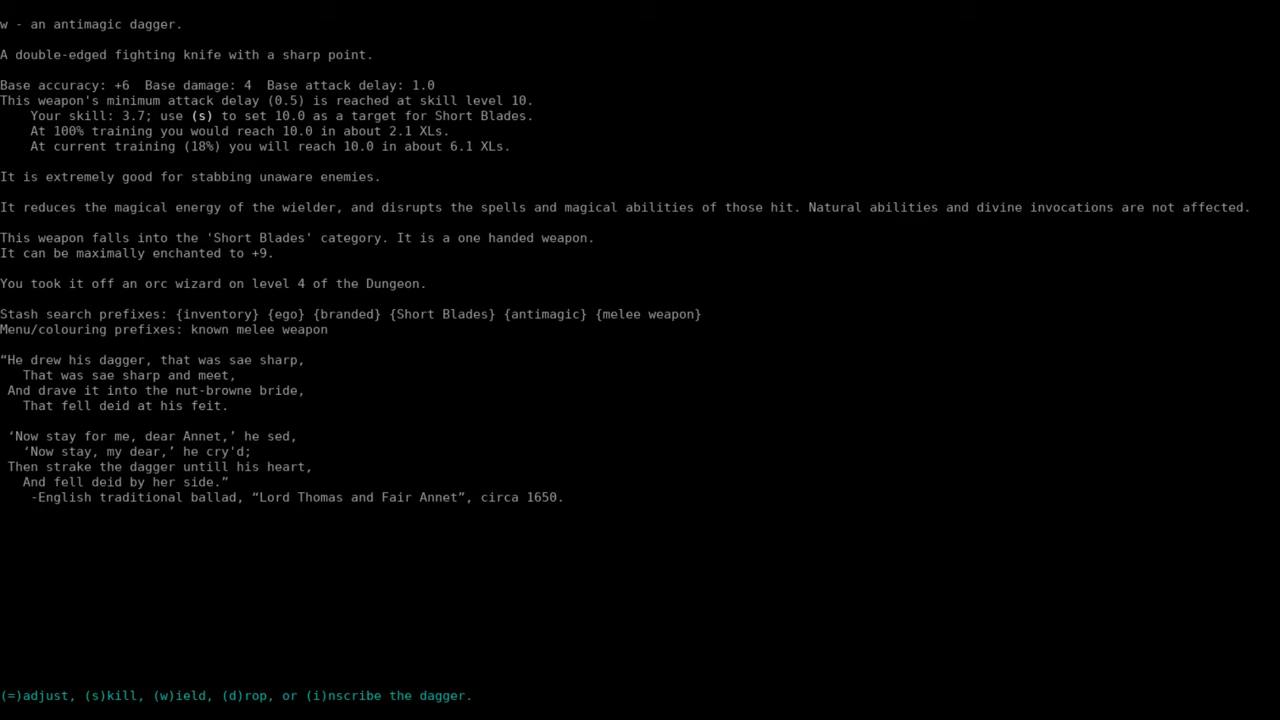 w - an antimagic dagger.
A double-edged fighting knife with a sharp point.
Base accuracy: +6  Base damage: 4  Base attack delay: 1.0
This weapon's minimum attack delay (0.5) is reached at skill level 10.
Your skill: 3.7; use (s) to set 10.0 as a target for Short Blades.
At 100% training you would reach 10.0 in about 2.1 XLs.
At current training (18%) you will reach 10.0 in about 6.1 XLs.
It is extremely good for stabbing unaware enemies.
It reduces the magical energy of the wielder, and disrupts the spells and magical abilities of those hit. Natural abilities and divine invocations are not affected.
This weapon falls into the 'Short Blades' category. It is a one handed weapon.
It can be maximally enchanted to +9.
You took it off an orc wizard on level 4 of the Dungeon.
Stash search prefixes: {inventory} {ego} {branded} {Short Blades} {antimagic} {melee weapon}
Menu/colouring prefixes: known melee weapon
“He drew his dagger, that was sae sharp,
That was sae sharp and meet,
And drave it into the nut-browne bride,
That fell deid at his feit.
‘Now stay for me, dear Annet,’ he sed,
‘Now stay, my dear,’ he cry'd;
Then strake the dagger untill his heart,
And fell deid by her side.”
-English traditional ballad, “Lord Thomas and Fair Annet”, circa 1650.
(=)adjust, (s)kill, (w)ield, (d)rop, or (i)nscribe the dagger.